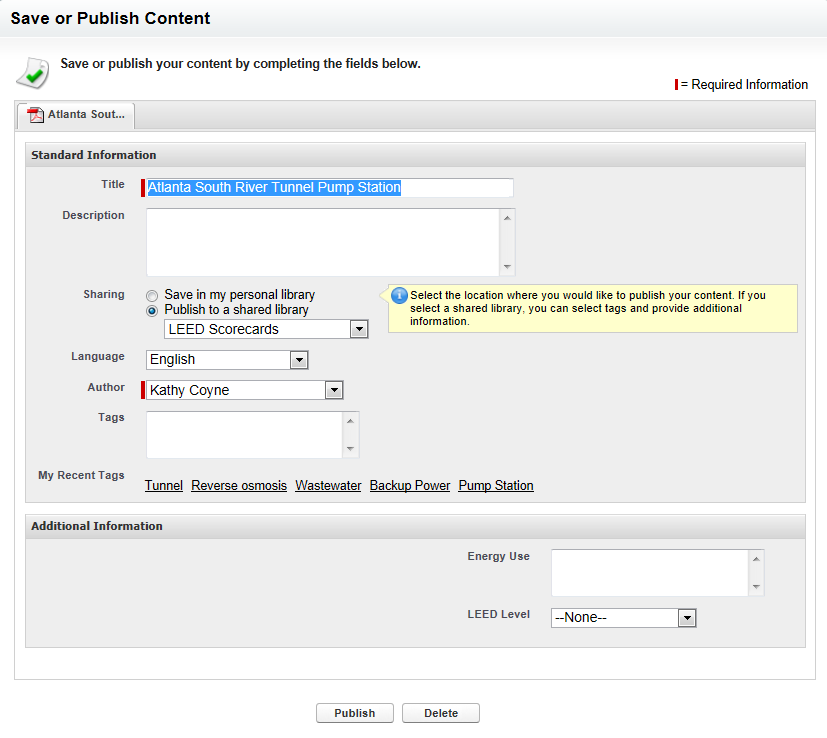 Save or Publish Content
Save or publish your content by completing the fields below.
= Required Information
Atlanta Sout...
Standard Information
Title
Atlanta South River Tunnel Pump Station
Description
Sharing
Save in my personal library
Publish to a shared library
LEED Scorecards
Select the location where you would like to publish your content. If you
select a shared library, you can select tags and provide additional
information.
Language
English
Author
Kathy Coyne
Tags
My Recent Tags
Tunnel Reverse osmosis Wastewater Backup Power Pump Station
Additional Information
Energy Use
LEED Level
--None--
Publish
Delete